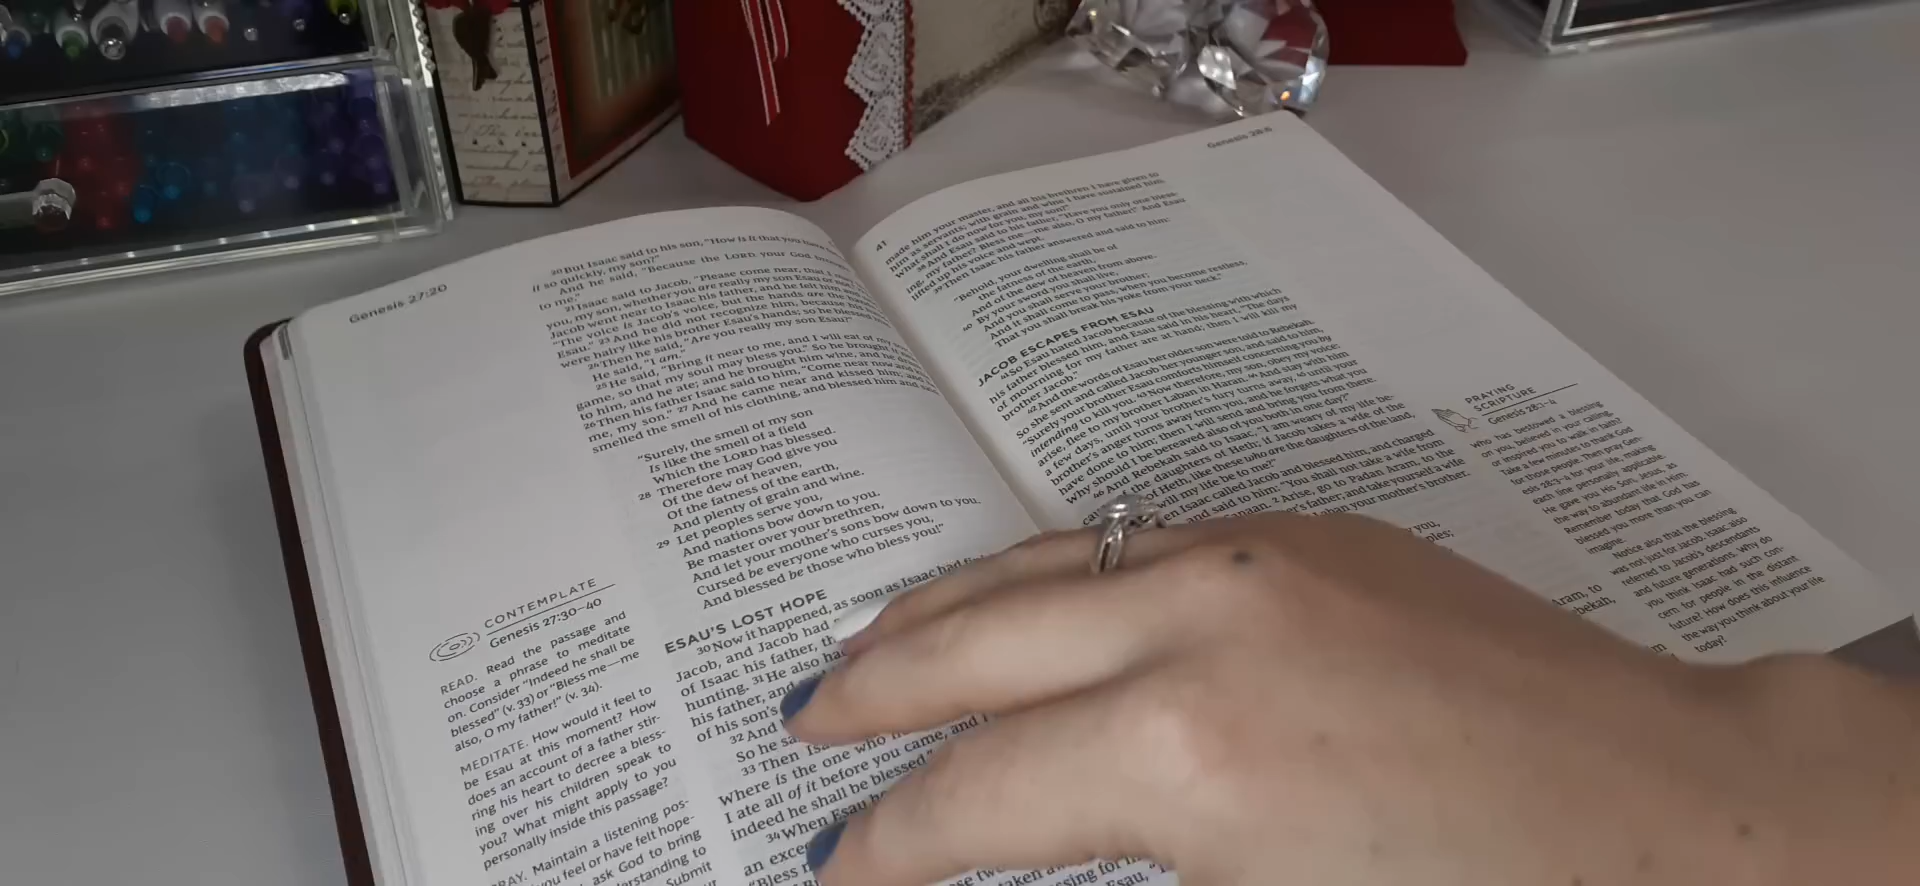 Genesis 27:20
20 But Isaac said to his son, "How is it that you have
it so quickly, my son?"
And he said, "Because the LORD your God
to me."
21 Isaac said to Jacob, "Please come near, that I
you, my son, whether you are really my son Esau or
Jacob went near to Isaac his father, and he felt him
"The voice is Jacob's voice, but the hands are the
Esau." 23 And he did not recognize him, because his
were hairy like his brother Esau's hands; so he blessed
24 Then he said, "Are you really my son Esau?"
He said, "I am."
25 He said, "Bring it near to me, and I will eat of my
game, so that my soul may bless you." So he brought
to him, and he ate; and he brought him wine, and he
26 Then his father Isaac said to him, "Come near now and
me, my son." 27 And he came near and kissed him; and
smelled the smell of his clothing, and blessed him and
"Surely, the smell of my son
Is like the smell of a field
Which the LORD has blessed.
28 Therefore may God give you
Of the dew of heaven,
Of the fatness of the earth,
And plenty of grain and wine.
29 Let peoples serve you,
And nations bow down to you.
Be master over your brethren,
And let your mother's sons bow down to you.
Cursed be everyone who curses you,
And blessed be those who bless you!"
ESAU'S LOST HOPE
30 Now it happened, as soon as Isaac had
Jacob, and Jacob had
of Isaac his father,
hunting. 31 He also had
his father, and
of his son's
32 And
So he
33 Then
Where is the one who
I ate all of it before you came, and I
indeed he shall be blessed."
34 When Esau
an
"Bless
CONTEMPLATE
Genesis 27:30–40
READ. Read the passage and
choose a phrase to meditate
on. Consider "Indeed he shall be
blessed" (v. 33) or "Bless me—me
also, O my father!" (v. 34).
MEDITATE. How would it feel to
be Esau at this moment? How
does an account of a father stir-
ring his heart to decree a bless-
ing over his children speak to
you? What might apply to you
personally inside this passage?
Maintain a listening pos-
you feel or have felt hope-
ask God to bring
to
Submit
41
Genesis 28:6
made him your master, and all his brethren I have given to
him as servants; with grain and wine I have sustained him.
What shall I do now for you, my son?"
38 And Esau said to his father, "Have you only one bless-
ing, my father? Bless me—me also, O my father!" And Esau
lifted up his voice and wept.
39 Then Isaac his father answered and said to him:
"Behold, your dwelling shall be of
the fatness of the earth,
And of the dew of heaven from above.
40 By your sword you shall live,
And you shall serve your brother;
And it shall come to pass, when you become restless,
That you shall break his yoke from your neck."
JACOB ESCAPES FROM ESAU
41 So Esau hated Jacob because of the blessing with which
his father blessed him, and Esau said in his heart, "The days
of mourning for my father are at hand; then I will kill my
brother Jacob."
42 And the words of Esau her older son were told to Rebekah.
So she sent and called Jacob her younger son, and said to him,
"Surely your brother Esau comforts himself concerning you by
intending to kill you. 43 Now therefore, my son, obey my voice:
arise, flee to my brother Laban in Haran. 44 And stay with him
a few days, until your brother's fury turns away, 45 until your
brother's anger turns away from you, and he forgets what you
have done to him; then I will send and bring you from there.
Why should I be bereaved also of you both in one day?"
46 And Rebekah said to Isaac, "I am weary of my life be-
the daughters of Heth; if Jacob takes a wife of the
of Heth, like these who are the daughters of the land,
will my life be to me?"
Isaac called Jacob and blessed him, and charged
and said to him: "You shall not take a wife from
Canaan. 2 Arise, go to Padan Aram, to the
father, and take yourself a wife
Laban your mother's brother.
you,
Aram, to
PRAYING
SCRIPTURE
Genesis 28:1–4
who has bestowed a blessing
on you, believed in your calling,
or inspired you to walk in faith?
Take a few minutes to thank God
for those people. Then pray Gen-
esis 28:3–4 for your life, making
each line personally applicable.
He gave you His Son, Jesus, as
the way to abundant life in Him.
Remember today that God has
blessed you more than you can
imagine.
Notice also that the blessing
was not just for Jacob. Isaac also
referred to Jacob's descendants
and future generations. Why do
you think Isaac had such con-
cern for people in the distant
future? How does this influence
the way you think about your life
today?